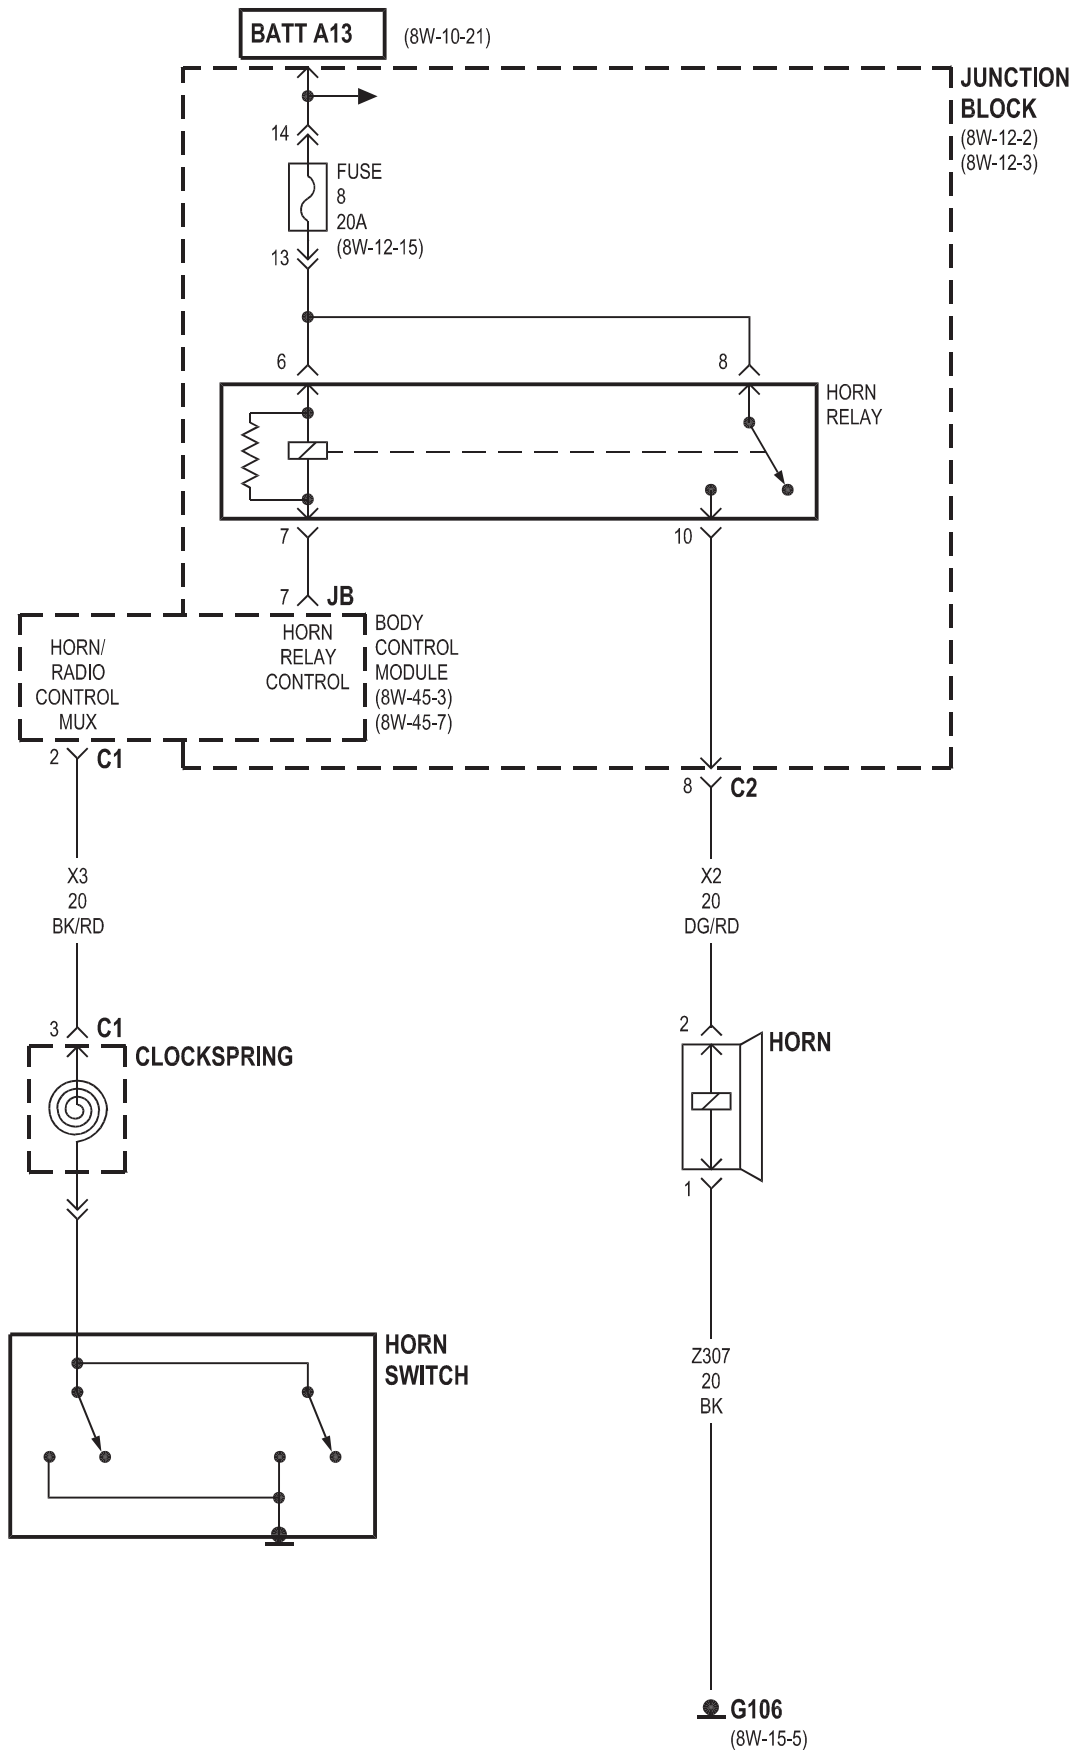 BATT A13
(8W-10-21)
JUNCTION
BLOCK
(8W-12-2)
(8W-12-3)
14
FUSE
8
20A
(8W-12-15)
13
6
8
HORN
RELAY
7
10
7
JB
HORN/
RADIO
CONTROL
MUX
HORN
RELAY
CONTROL
BODY
CONTROL
MODULE
(8W-45-3)
(8W-45-7)
2
C1
8
C2
X3
20
BK/RD
X2
20
DG/RD
3
C1
CLOCKSPRING
2
HORN
1
HORN
SWITCH
Z307
20
BK
G106
(8W-15-5)